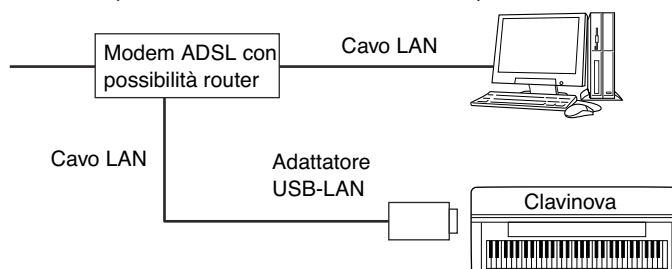 Modem ADSL con
possibilità router
Cavo LAN
Cavo LAN
Adattatore
USB-LAN
Clavinova